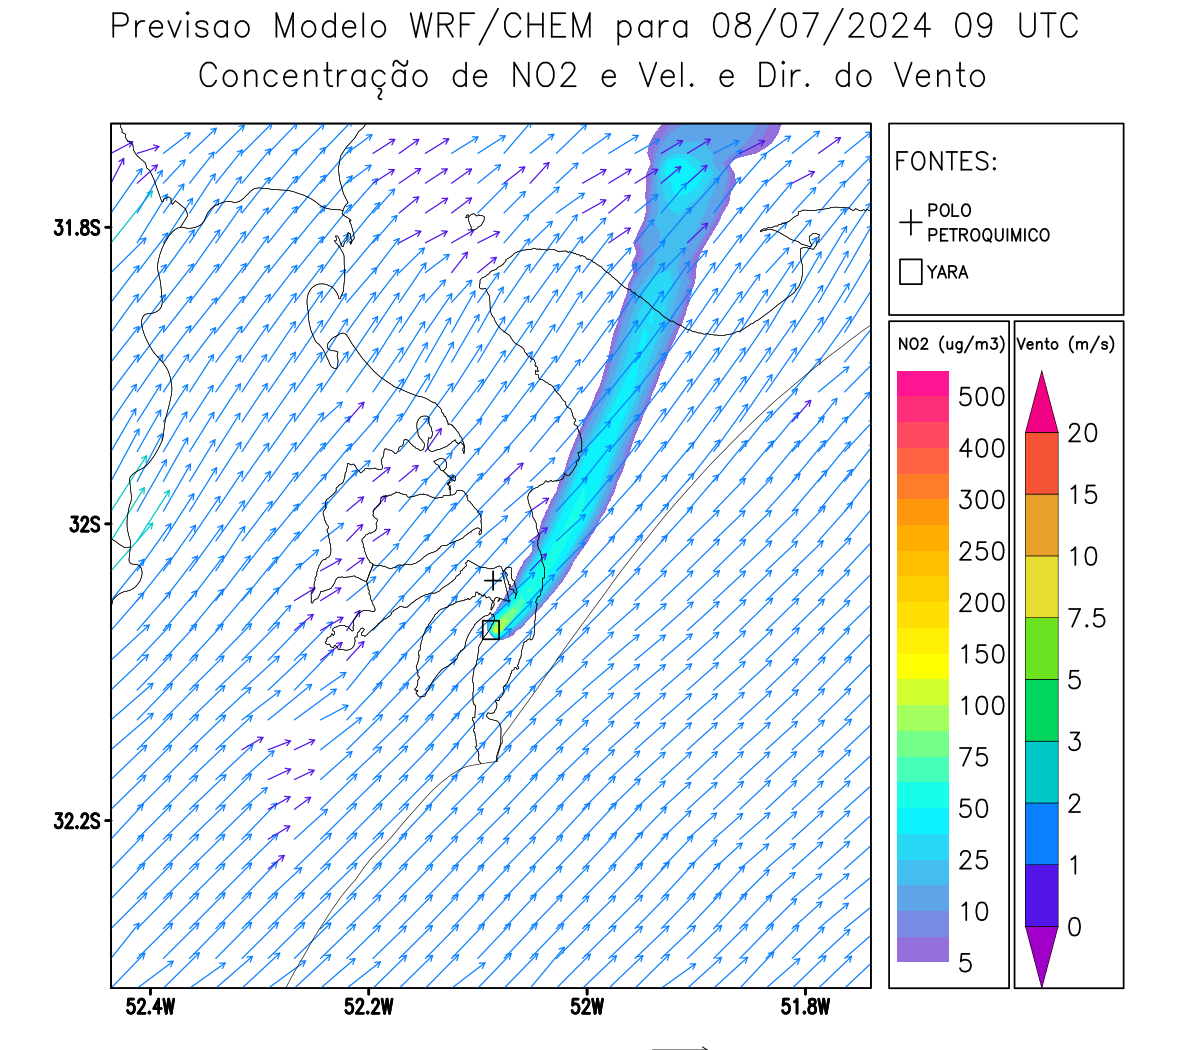 Previsao Modelo WRF/CHEM para 08/07/2024 09 UTC
Concentração de NO2 e Vel. e Dir. do Vento
FONTES:
POLO
PETROQUIMICO
YARA
NO2 (ug/m3)
500
400
300
250
200
150
100
75
50
25
10
5
Vento (m/s)
20
15
10
7.5
5
3
2
1
0
31.8S
32S
32.2S
52.4W 52.2W 52W 51.8W